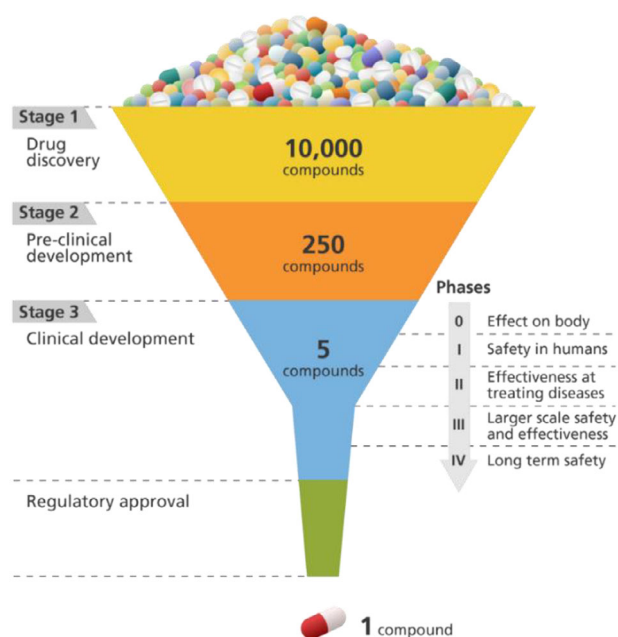 Stage 1
Drug
discovery
10,000
compounds
Stage 2
Pre-clinical
development
250
compounds
Stage 3
Clinical development
5
compounds
Phases
0 Effect on body
I Safety in humans
II Effectiveness at
treating diseases
III Larger scale safety
and effectiveness
IV Long term safety
Regulatory approval
1 compound